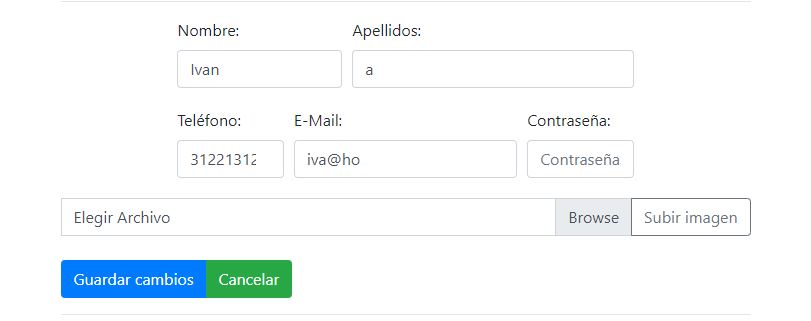 Nombre: Apellidos:
Ivan a
Teléfono: E-Mail: Contraseña:
31221312 iva@ho Contraseña
Elegir Archivo Browse Subir imagen
Guardar cambios Cancelar